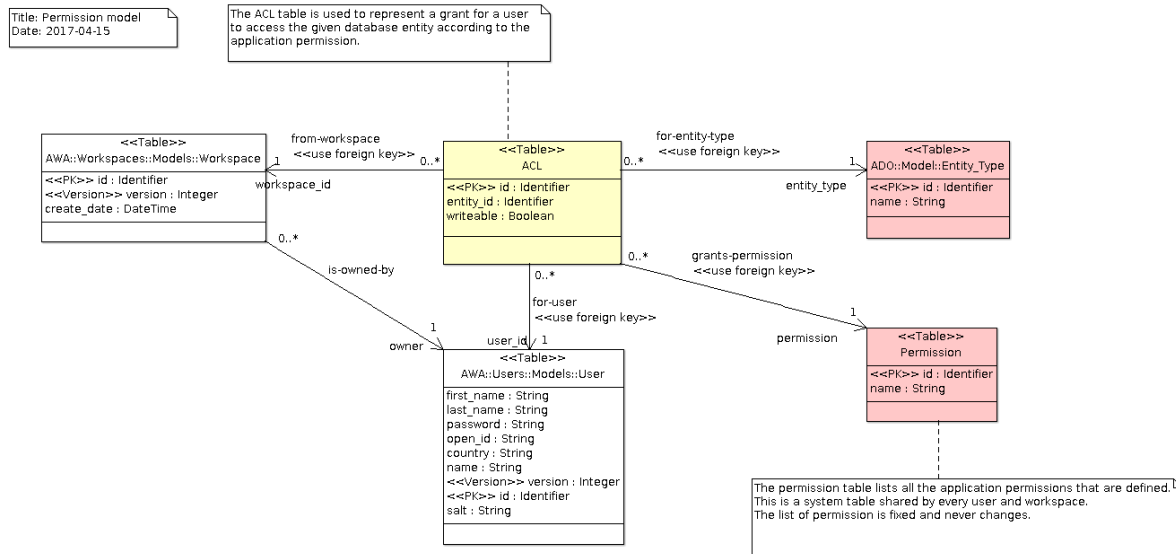 Title: Permission model
Date: 2017-04-15
The ACL table is used to represent a grant for a user
to access the given database entity according to the
application permission.
<<Table>>
AWA::Workspaces::Models::Workspace
<<PK>> id : Identifier
<<Version>> version : Integer
create_date : DateTime
from-workspace
<<use foreign key>>
1
0..*
workspace_id
<<Table>>
ACL
<<PK>> id : Identifier
entity_id : Identifier
writeable : Boolean
for-entity-type
<<use foreign key>>
0..*
1
entity_type
<<Table>>
ADO::Model::Entity_Type
<<PK>> id : Identifier
name : String
0..*
is-owned-by
1
owner
0..*
for-user
<<use foreign key>>
user_id
1
0..*
grants-permission
<<use foreign key>>
1
permission
<<Table>>
Permission
<<PK>> id : Identifier
name : String
<<Table>>
AWA::Users::Models::User
first_name : String
last_name : String
password : String
open_id : String
country : String
name : String
<<Version>> version : Integer
<<PK>> id : Identifier
salt : String
The permission table lists all the application permissions that are defined.
This is a system table shared by every user and workspace.
The list of permission is fixed and never changes.